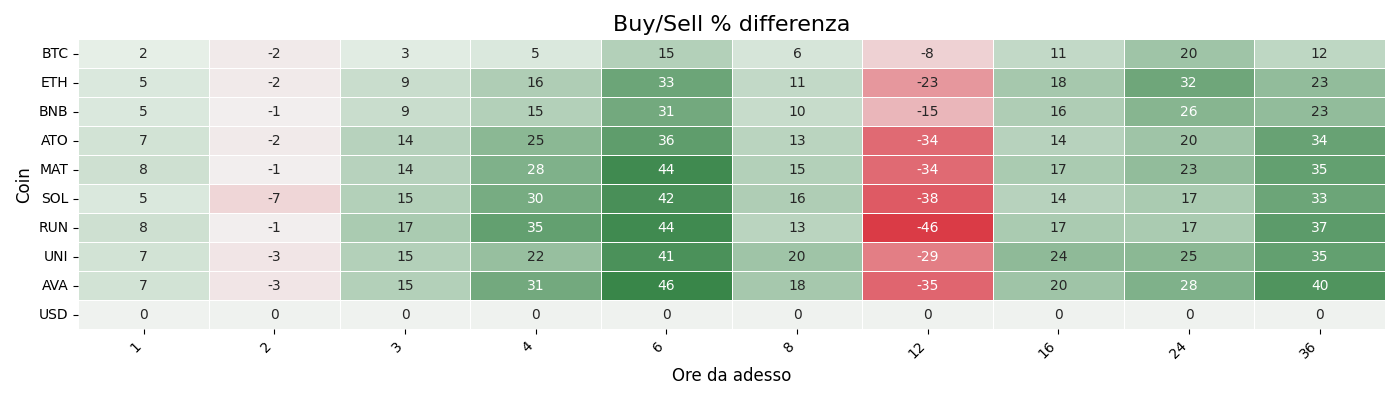 Buy/Sell % differenza
Coin
BTC 2 -2 3 5 15 6 -8 11 20 12
ETH 5 -2 9 16 33 11 -23 18 32 23
BNB 5 -1 9 15 31 10 -15 16 26 23
ATO 7 -2 14 25 36 13 -34 14 20 34
MAT 8 -1 14 28 44 15 -34 17 23 35
SOL 5 -7 15 30 42 16 -38 14 17 33
RUN 8 -1 17 35 44 13 -46 17 17 37
UNI 7 -3 15 22 41 20 -29 24 25 35
AVA 7 -3 15 31 46 18 -35 20 28 40
USD 0 0 0 0 0 0 0 0 0 0
1 2 3 4 6 8 12 16 24 36
Ore da adesso